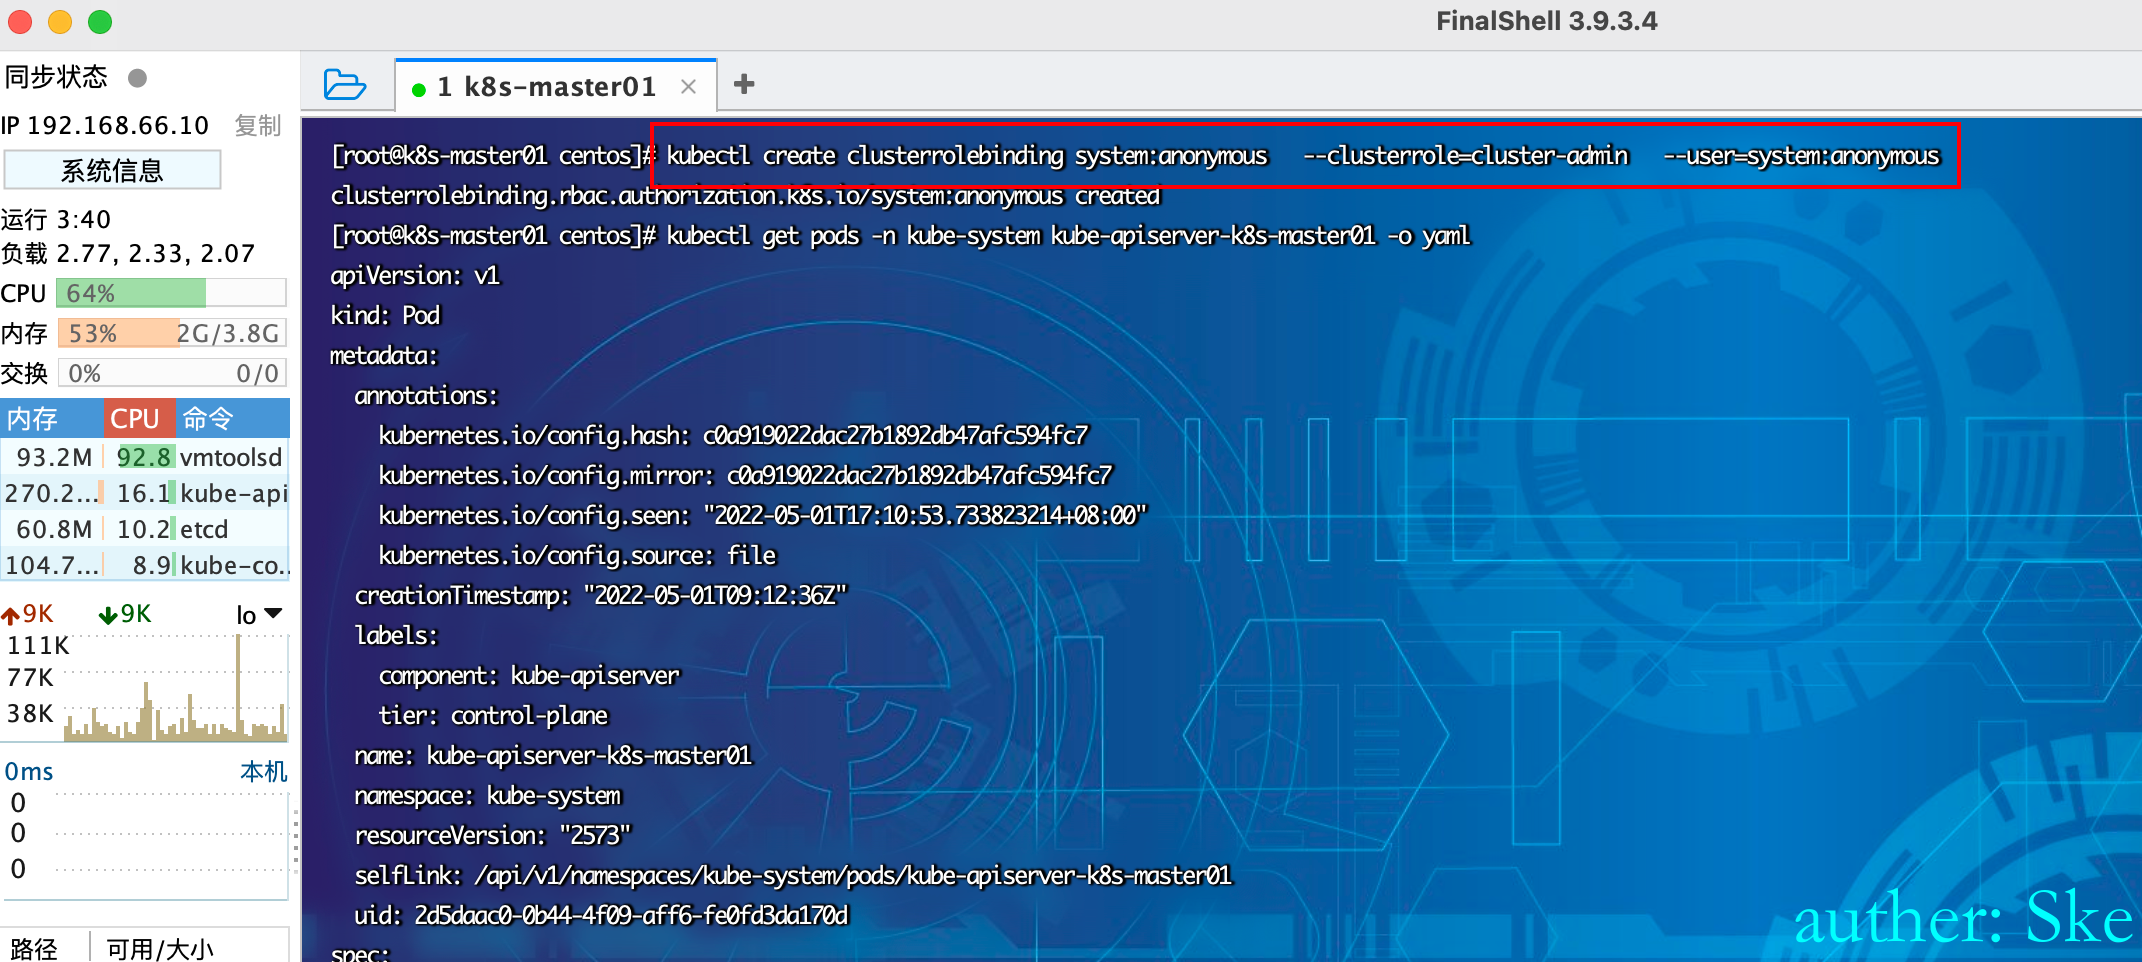 FinalShell 3.9.3.4
同步状态
1 k8s-master01
IP 192.168.66.10 复制
系统信息
运行 3:40
负载 2.77, 2.33, 2.07
CPU 64%
内存 53% 2G/3.8G
交换 0% 0/0
内存 CPU 命令
93.2M 92.8 vmtoolsd
270.2... 16.1 kube-api
60.8M 10.2 etcd
104.7... 8.9 kube-co..
9K 9K lo
111K
77K
38K
0ms 本机
0
0
0
路径 可用/大小
[root@k8s-master01 centos]# kubectl create clusterrolebinding system:anonymous   --clusterrole=cluster-admin   --user=system:anonymous
clusterrolebinding.rbac.authorization.k8s.io/system:anonymous created
[root@k8s-master01 centos]# kubectl get pods -n kube-system kube-apiserver-k8s-master01 -o yaml
apiVersion: v1
kind: Pod
metadata:
  annotations:
    kubernetes.io/config.hash: c0a919022dac27b1892db47afc594fc7
    kubernetes.io/config.mirror: c0a919022dac27b1892db47afc594fc7
    kubernetes.io/config.seen: "2022-05-01T17:10:53.733823214+08:00"
    kubernetes.io/config.source: file
  creationTimestamp: "2022-05-01T09:12:36Z"
  labels:
    component: kube-apiserver
    tier: control-plane
  name: kube-apiserver-k8s-master01
  namespace: kube-system
  resourceVersion: "2573"
  selfLink: /api/v1/namespaces/kube-system/pods/kube-apiserver-k8s-master01
  uid: 2d5daac0-0b44-4f09-aff6-fe0fd3da170d
spec:
auther: Ske